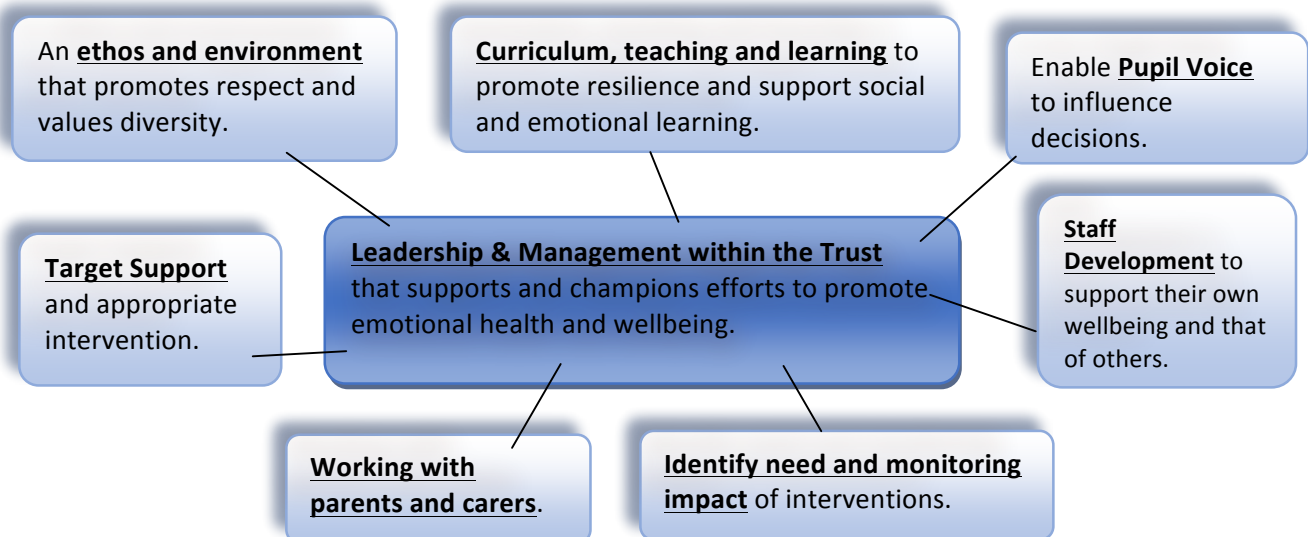 An ethos and environment
that promotes respect and
values diversity.
Curriculum, teaching and learning to
promote resilience and support social
and emotional learning.
Enable Pupil Voice
to influence
decisions.
Target Support
and appropriate
intervention.
Leadership & Management within the Trust
that supports and champions efforts to promote
emotional health and wellbeing.
Staff
Development to
support their own
wellbeing and that
of others.
Working with
parents and carers.
Identify need and monitoring
impact of interventions.